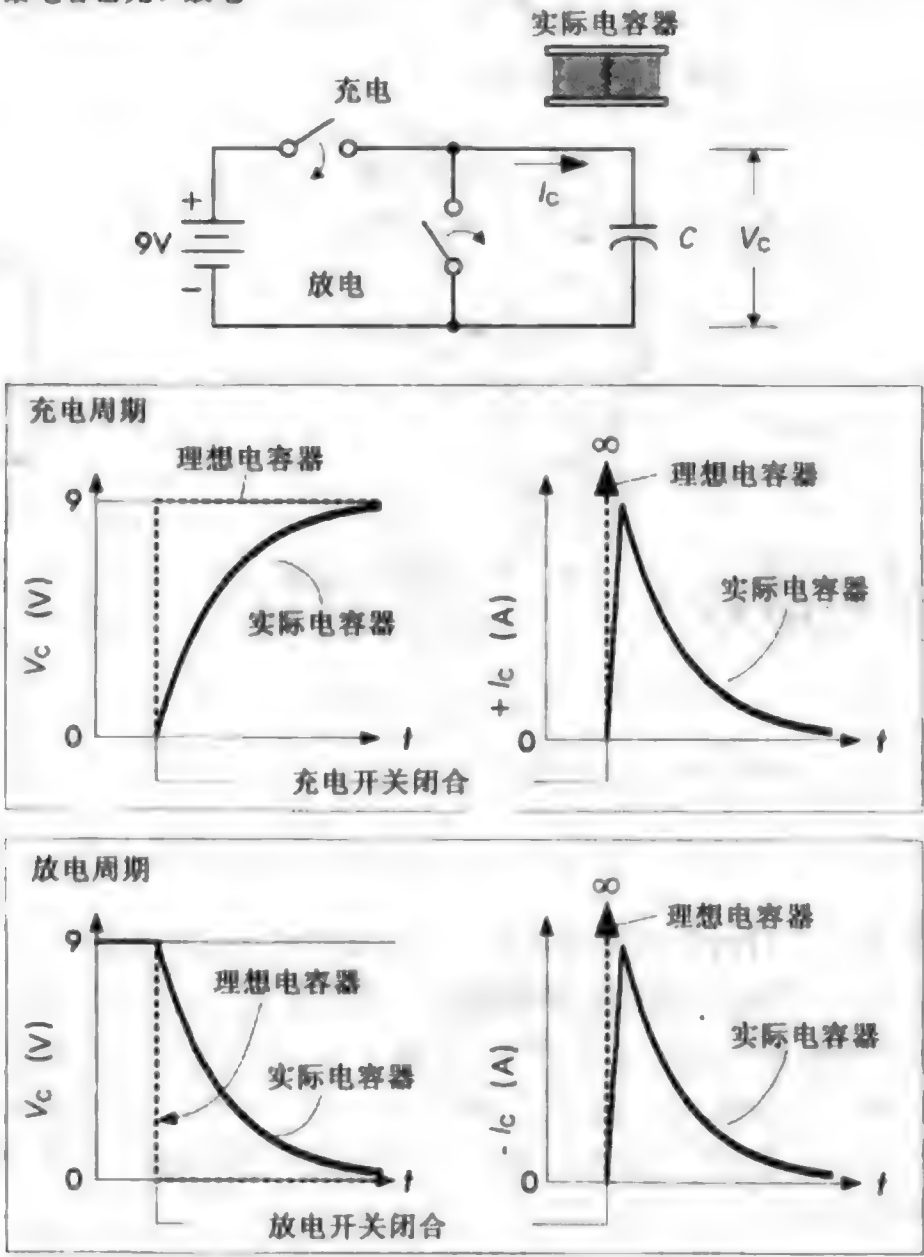 实际电容器
充电
+
9V
−
放电
IC
C
VC
充电周期
理想电容器
9
实际电容器
VC (V)
0
t
∞
理想电容器
实际电容器
+ IC (A)
0
t
充电开关闭合
放电周期
9
理想电容器
实际电容器
VC (V)
0
t
∞
理想电容器
实际电容器
- IC (A)
0
t
放电开关闭合